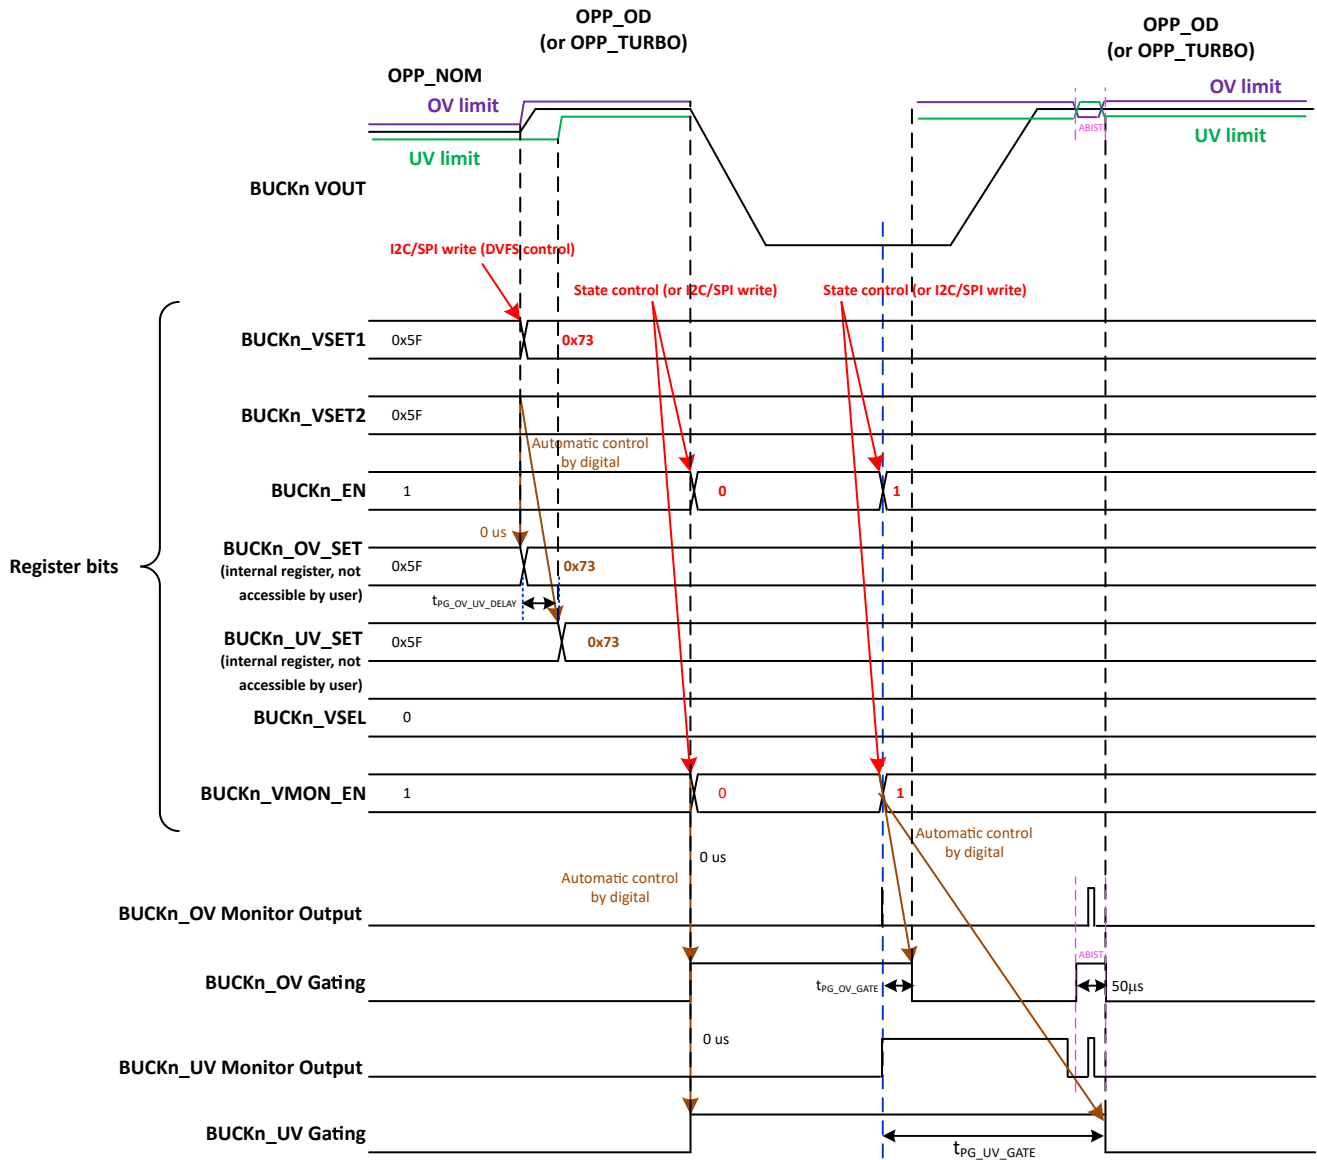 OPP_OD
(or OPP_TURBO)
OPP_OD
(or OPP_TURBO)
OPP_NOM
OV limit
OV limit
ABIST
UV limit
UV limit
BUCKn VOUT
I2C/SPI write (DVFS control)
State control (or I2C/SPI write)
State control (or I2C/SPI write)
BUCKn_VSET1
0x5F
0x73
BUCKn_VSET2
0x5F
Automatic control
by digital
BUCKn_EN
1
0
1
0 us
BUCKn_OV_SET
(internal register, not
accessible by user)
0x5F
0x73
Register bits
tPG_OV_UV_DELAY
BUCKn_UV_SET
(internal register, not
accessible by user)
0x5F
0x73
BUCKn_VSEL
0
BUCKn_VMON_EN
1
0
1
Automatic control
by digital
0 us
Automatic control
by digital
BUCKn_OV Monitor Output
ABIST
BUCKn_OV Gating
tPG_OV_GATE
50μs
0 us
BUCKn_UV Monitor Output
BUCKn_UV Gating
tPG_UV_GATE